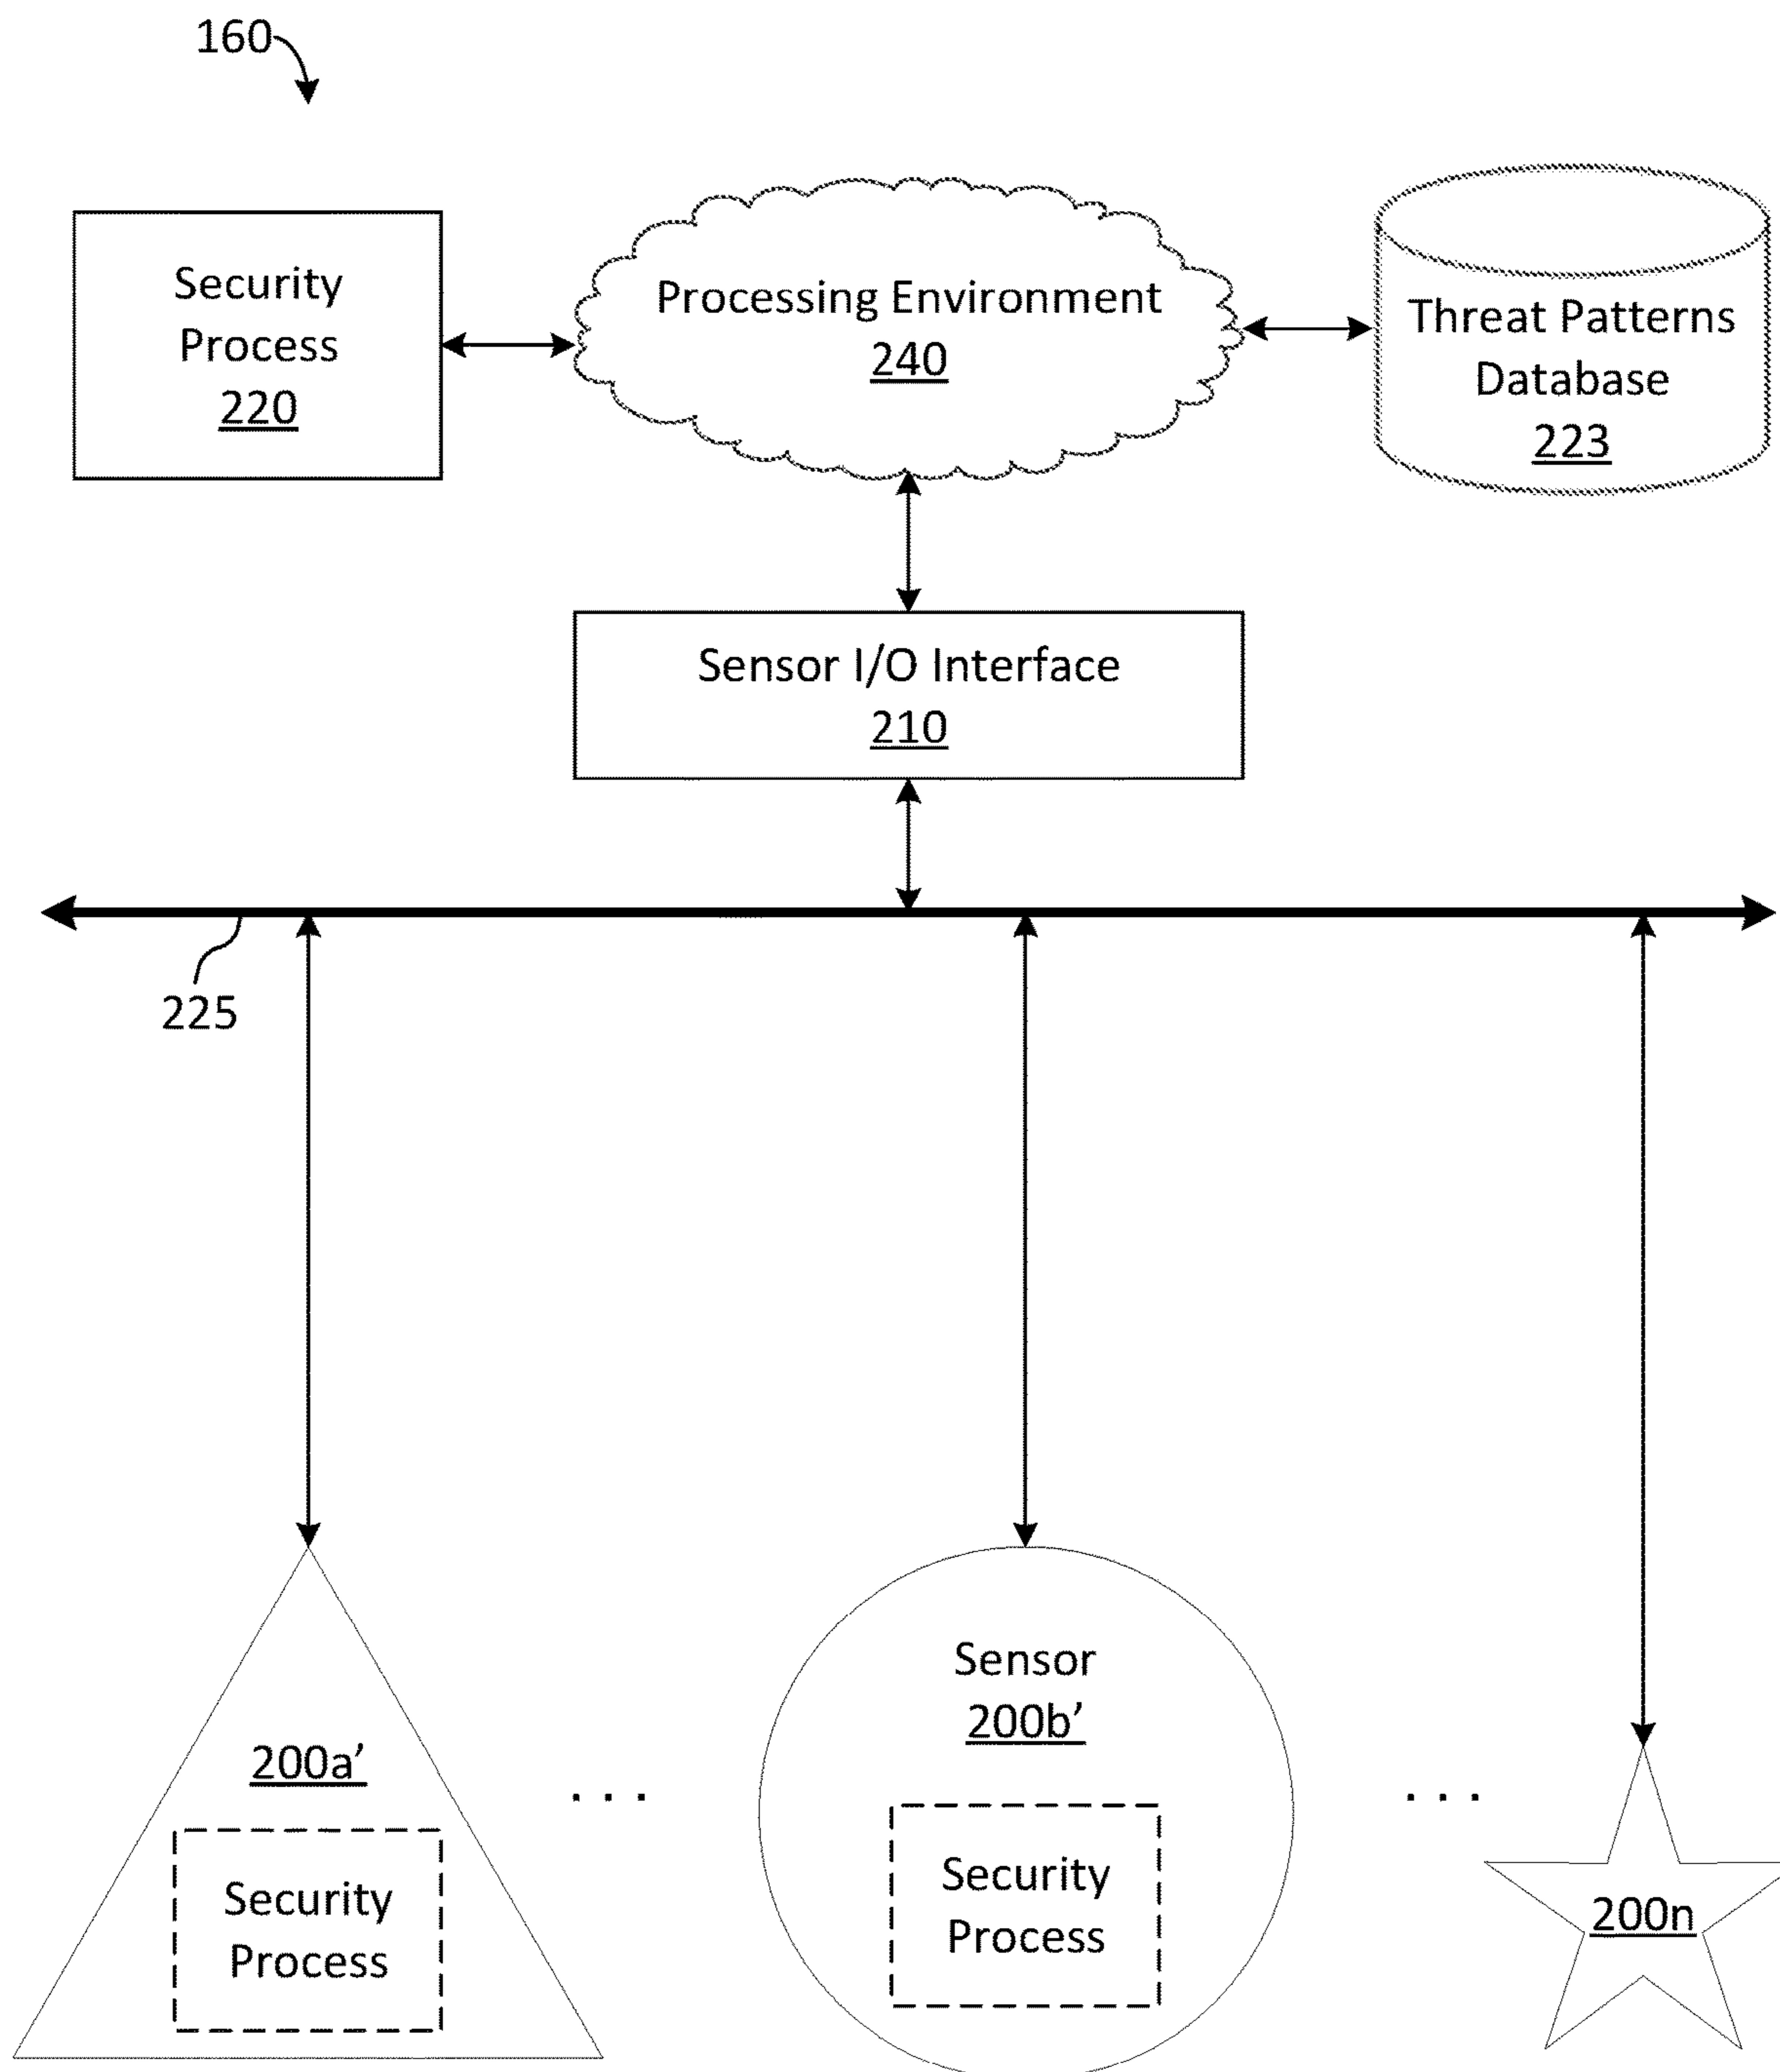 160
Security
Process
220
Processing Environment
240
Threat Patterns
Database
223
Sensor I/O Interface
210
225
200a’
Security
Process
. . .
Sensor
200b’
Security
Process
. . .
200n